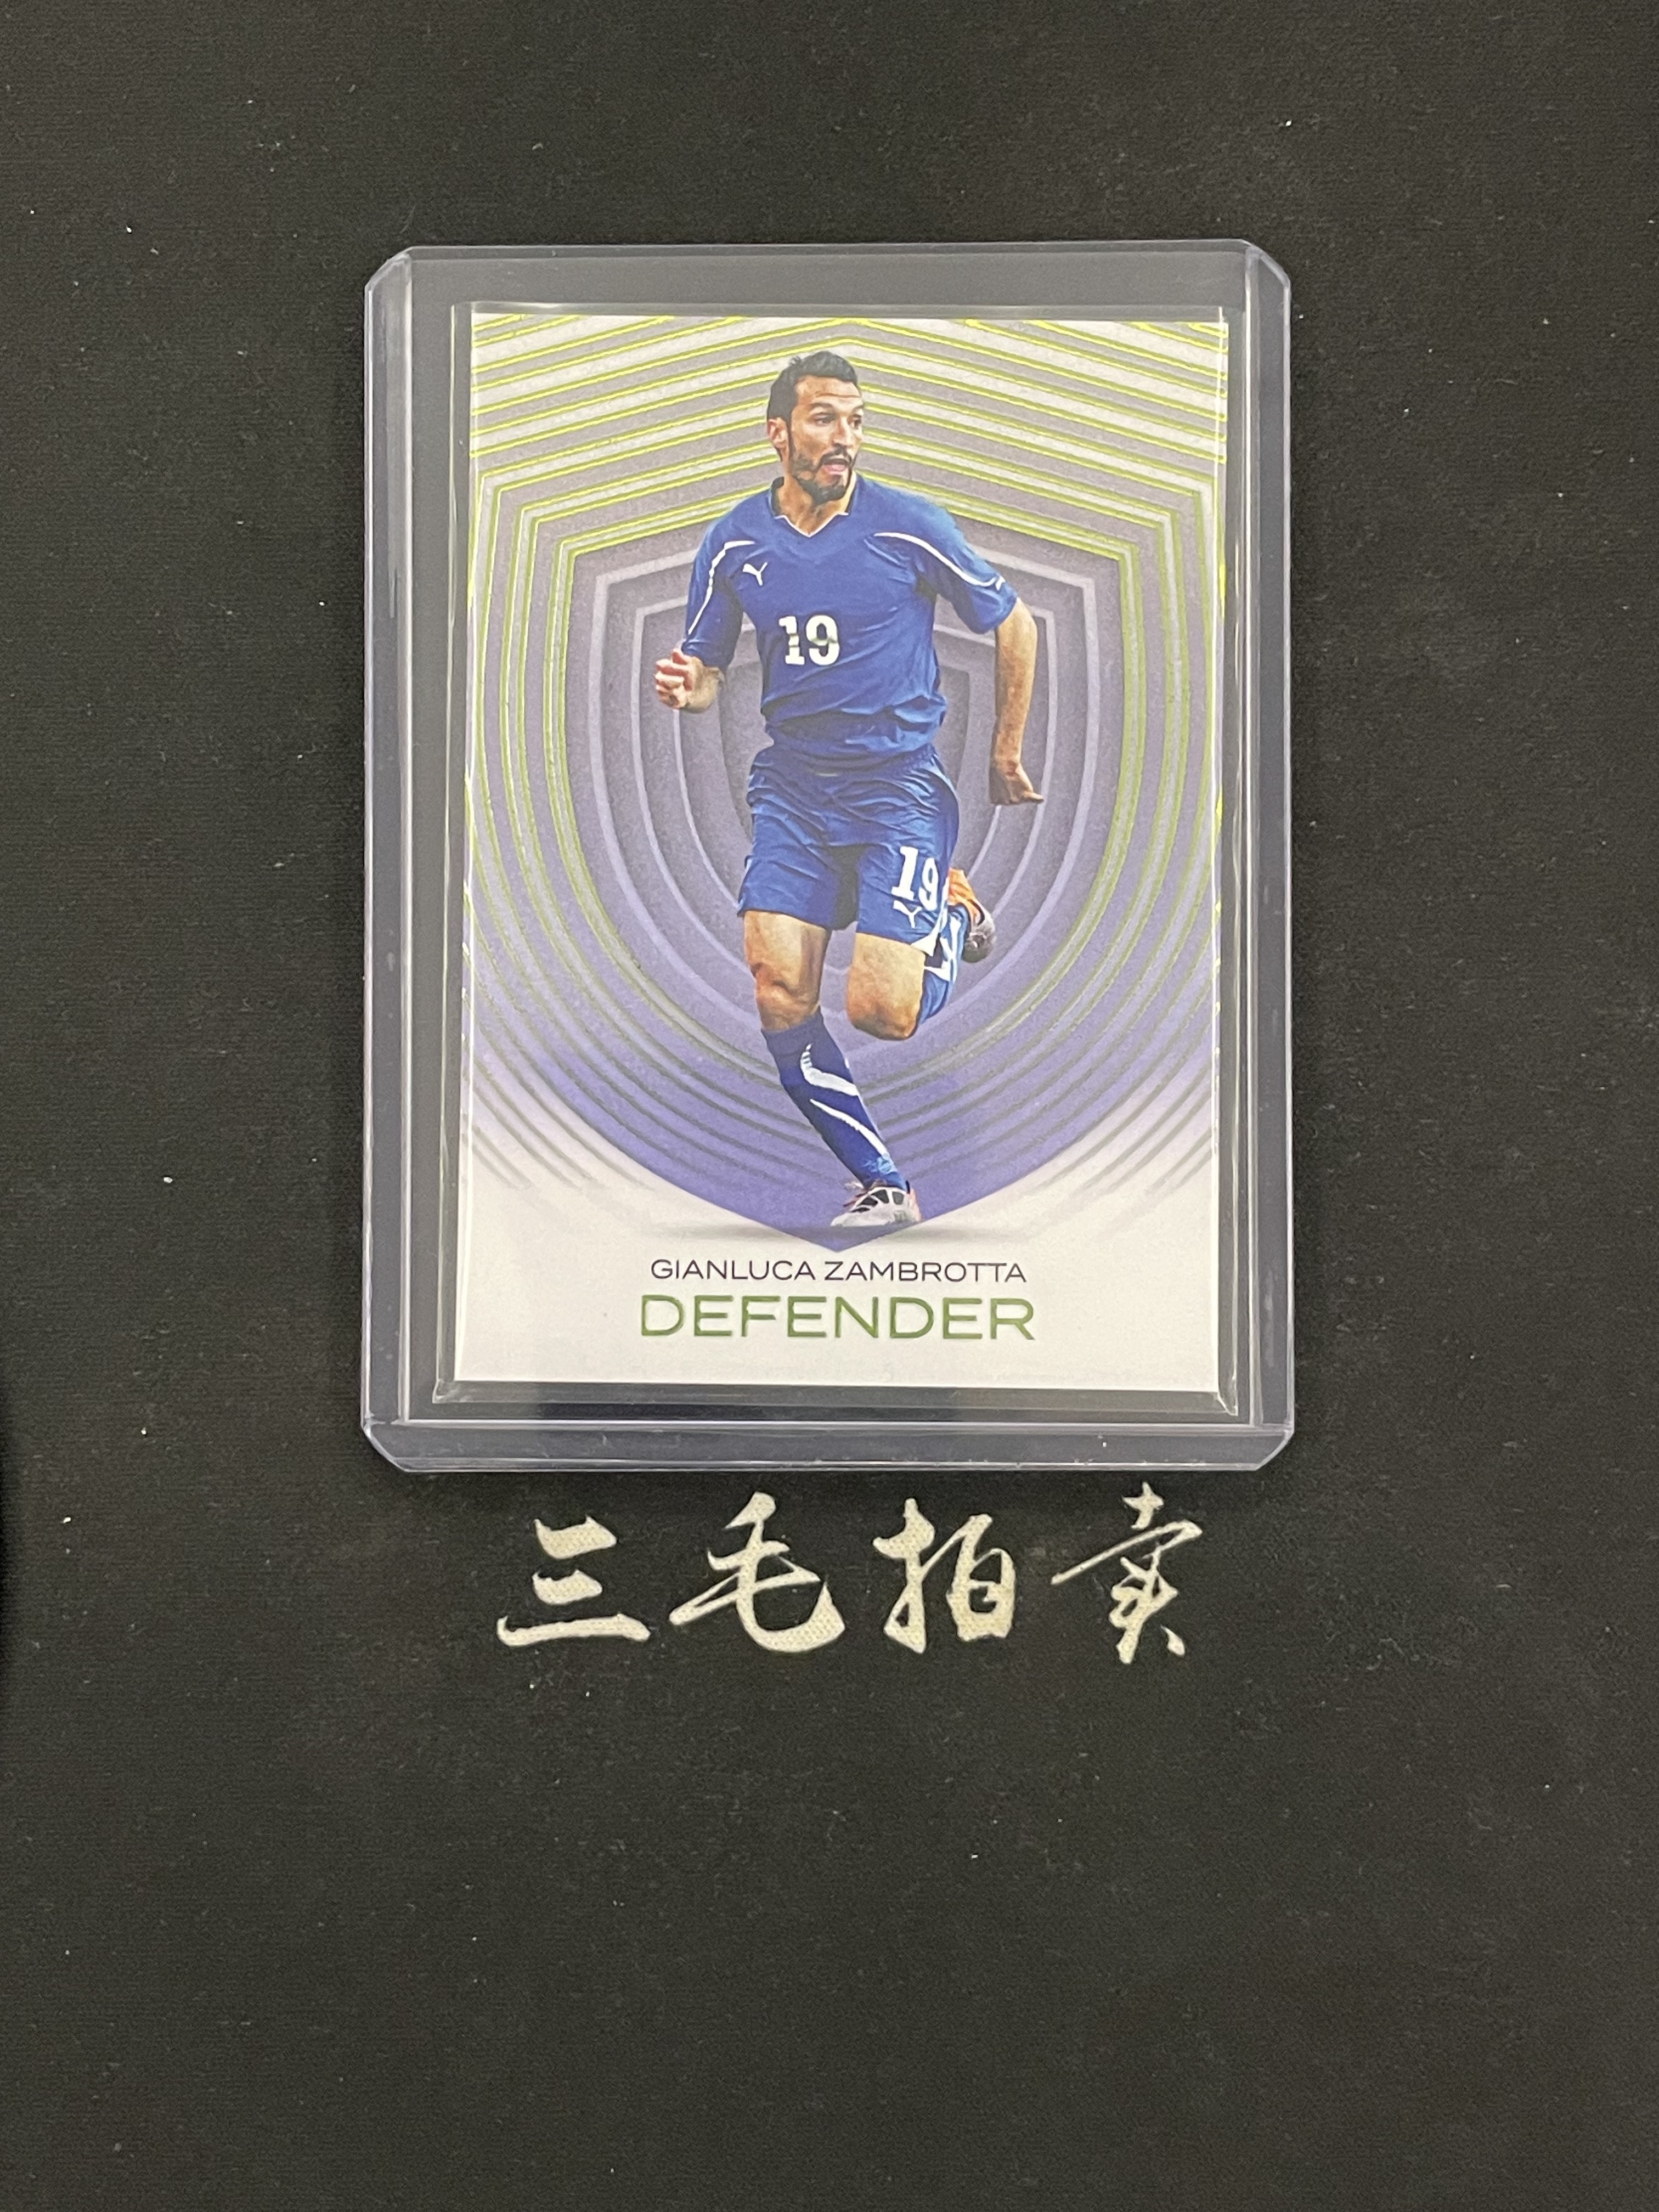 19
19
GIANLUCA ZAMBROTTA
DEFENDER
三毛拍卖